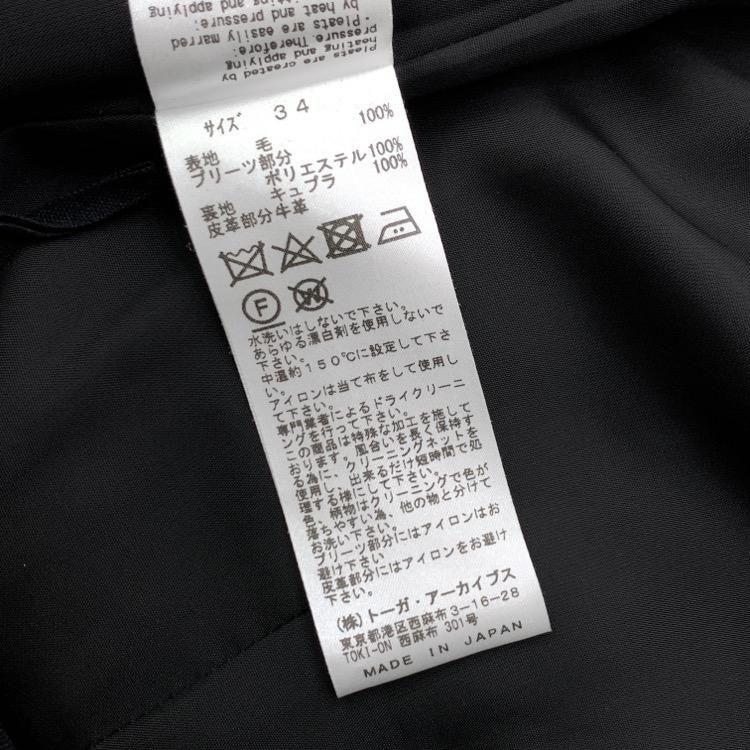 by heat and applying
and pressure.
· Pleats are easily marred
pressure. Therefore:
heating and applying
Pleats are created by
サイズ 34
表地 毛 100%
プリーツ部分
ポリエステル100%
裏地 キュプラ 100%
皮革部分牛革
F W
水洗いはしないで下さい。
あらゆる漂白剤を使用しないで
下さい。
中温約150℃に設定して下さ
い。
アイロンは当て布をして使用し
て下さい。
専門業者によるドライクリーニ
ングを行って下さい。
この商品は特殊な加工を施して
おります。風合いを長く保持す
る為に、クリーニングネットを
使用し、出来るだけ短時間で処
理する様にして下さい。
色、柄物はクリーニングで色が
落ちやすい為、他の物と分けて
お洗い下さい。
プリーツ部分にはアイロンはお
避け下さい
皮革部分にはアイロンをお避け
下さい。
(株)トーガ・アーカイブス
東京都港区西麻布3-16-28
TOKI-ON 西麻布 301号
MADE IN JAPAN